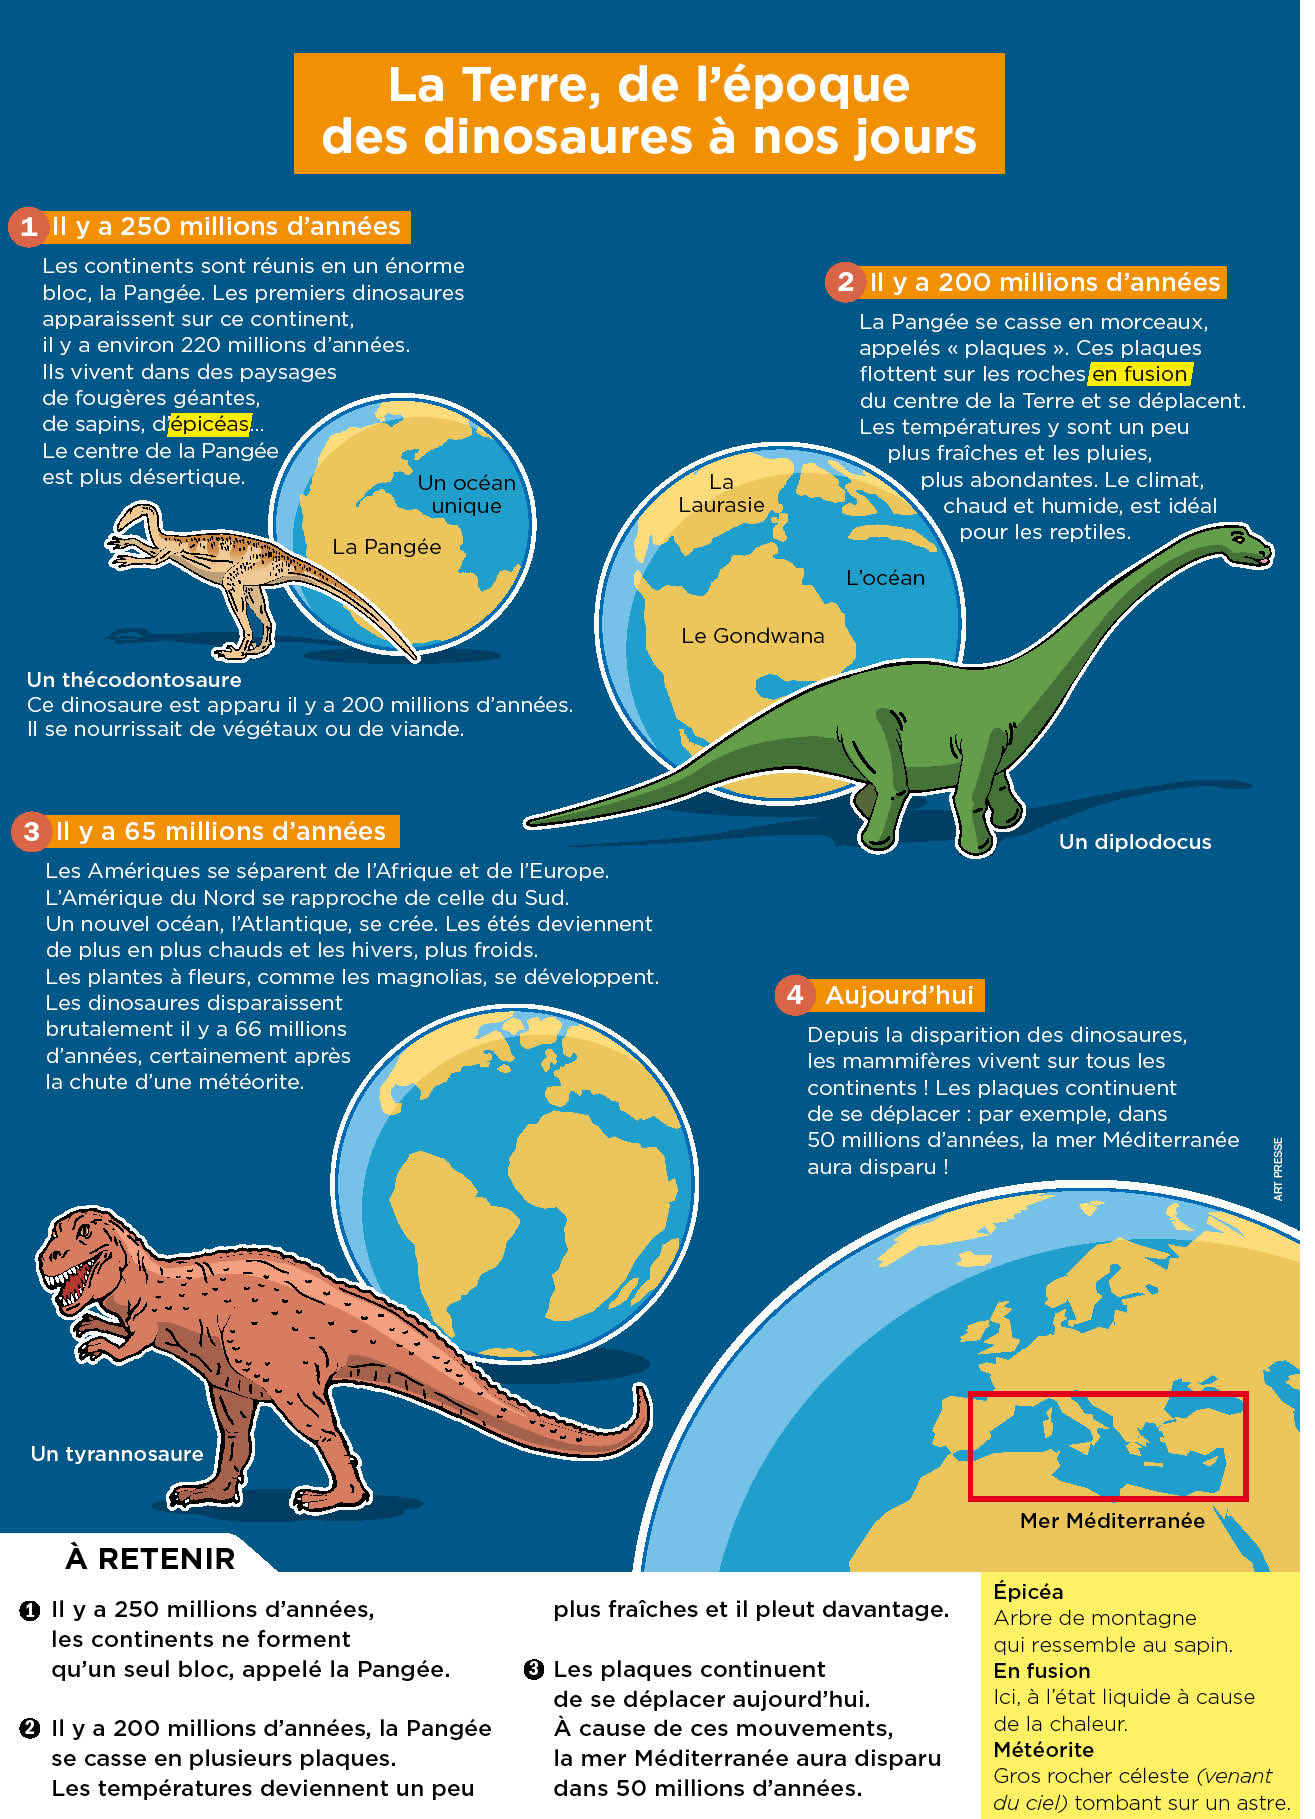 La Terre, de l'époque
des dinosaures à nos jours
1 Il y a 250 millions d'années
Les continents sont réunis en un énorme
bloc, la Pangée. Les premiers dinosaures
apparaissent sur ce continent,
il y a environ 220 millions d'années.
Ils vivent dans des paysages
de fougères géantes,
de sapins, d'épicéas...
Le centre de la Pangée
est plus désertique.
Un océan
unique
La Pangée
Un thécodontosaure
Ce dinosaure est apparu il y a 200 millions d'années.
Il se nourrissait de végétaux ou de viande.
2 Il y a 200 millions d'années
La Pangée se casse en morceaux,
appelés « plaques ». Ces plaques
flottent sur les roches en fusion
du centre de la Terre et se déplacent.
Les températures y sont un peu
plus fraîches et les pluies,
plus abondantes. Le climat,
chaud et humide, est idéal
pour les reptiles.
La
Laurasie
L'océan
Le Gondwana
Un diplodocus
3 Il y a 65 millions d'années
Les Amériques se séparent de l'Afrique et de l'Europe.
L'Amérique du Nord se rapproche de celle du Sud.
Un nouvel océan, l'Atlantique, se crée. Les étés deviennent
de plus en plus chauds et les hivers, plus froids.
Les plantes à fleurs, comme les magnolias, se développent.
Les dinosaures disparaissent
brutalement il y a 66 millions
d'années, certainement après
la chute d'une météorite.
Un tyrannosaure
4 Aujourd'hui
Depuis la disparition des dinosaures,
les mammifères vivent sur tous les
continents ! Les plaques continuent
de se déplacer : par exemple, dans
50 millions d'années, la mer Méditerranée
aura disparu !
ART PRESSE
Mer Méditerranée
À RETENIR
1 Il y a 250 millions d'années,
les continents ne forment
qu'un seul bloc, appelé la Pangée.
2 Il y a 200 millions d'années, la Pangée
se casse en plusieurs plaques.
Les températures deviennent un peu
plus fraîches et il pleut davantage.
3 Les plaques continuent
de se déplacer aujourd'hui.
À cause de ces mouvements,
la mer Méditerranée aura disparu
dans 50 millions d'années.
Épicéa
Arbre de montagne
qui ressemble au sapin.
En fusion
Ici, à l'état liquide à cause
de la chaleur.
Météorite
Gros rocher céleste (venant
du ciel) tombant sur un astre.